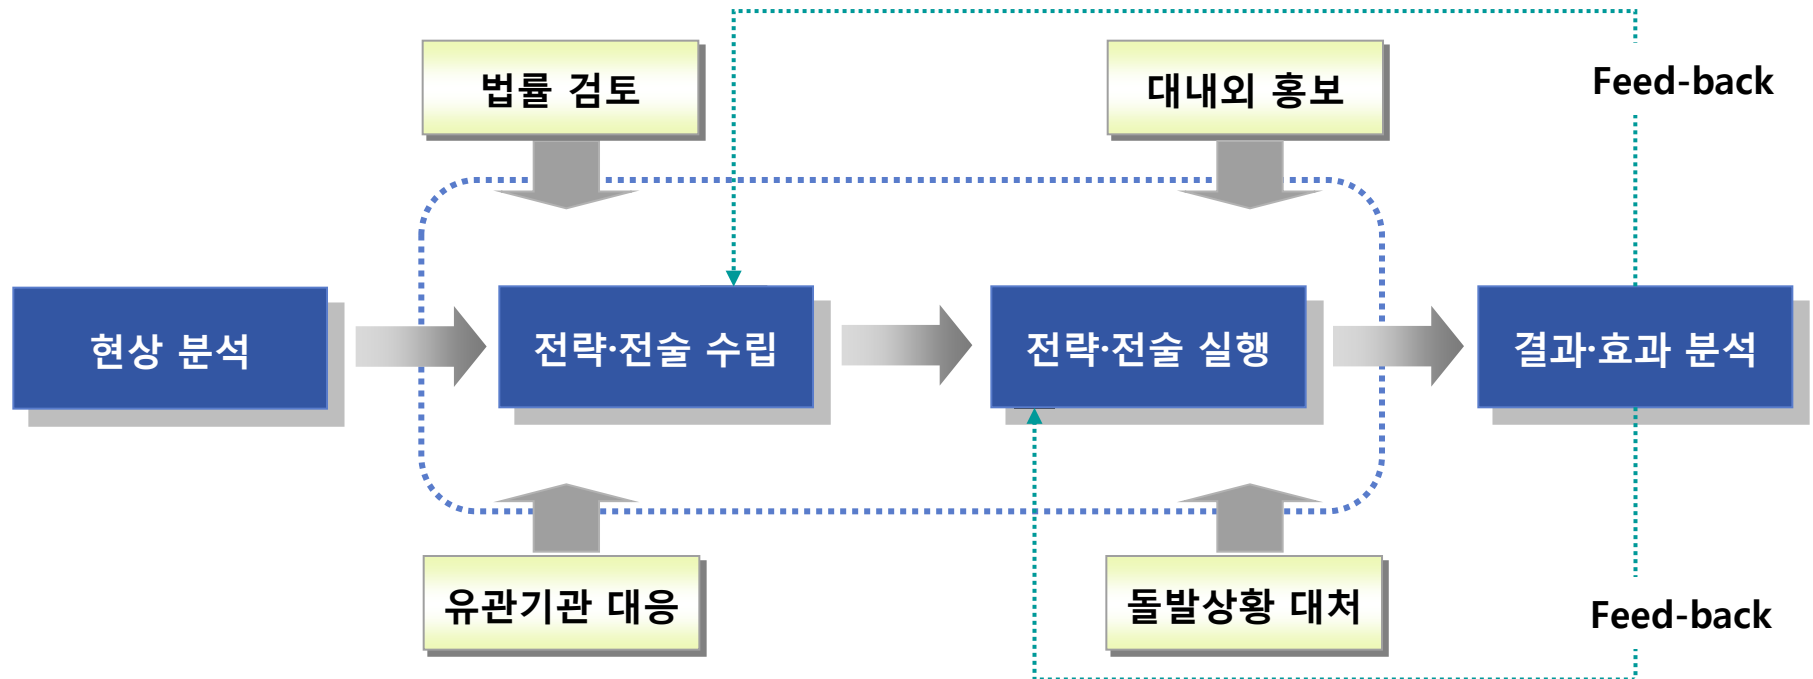 법률 검토
대내외 홍보
Feed-back
현상 분석
전략·전술 수립
전략·전술 실행
결과·효과 분석
유관기관 대응
돌발상황 대처
Feed-back